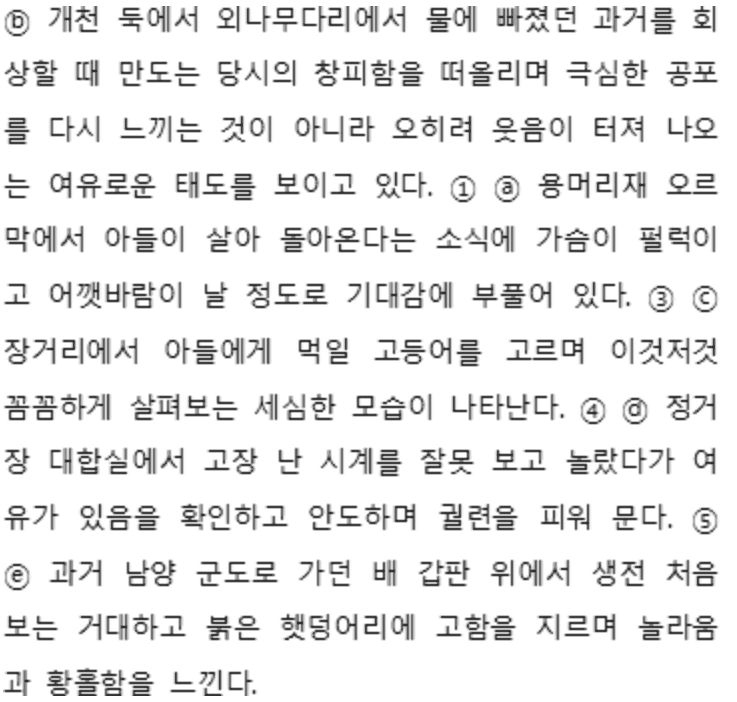 ⓑ 개천 둑에서 외나무다리에서 물에 빠졌던 과거를 회
상할 때 만도는 당시의 창피함을 떠올리며 극심한 공포
를 다시 느끼는 것이 아니라 오히려 웃음이 터져 나오
는 여유로운 태도를 보이고 있다. ① ⓐ 용머리재 오르
막에서 아들이 살아 돌아온다는 소식에 가슴이 펄럭이
고 어깻바람이 날 정도로 기대감에 부풀어 있다. ③ ⓒ
장거리에서 아들에게 먹일 고등어를 고르며 이것저것
꼼꼼하게 살펴보는 세심한 모습이 나타난다. ④ ⓓ 정거
장 대합실에서 고장 난 시계를 잘못 보고 놀랐다가 여
유가 있음을 확인하고 안도하며 궐련을 피워 문다. ⑤
ⓔ 과거 남양 군도로 가던 배 갑판 위에서 생전 처음
보는 거대하고 붉은 햇덩어리에 고함을 지르며 놀라움
과 황홀함을 느낀다.